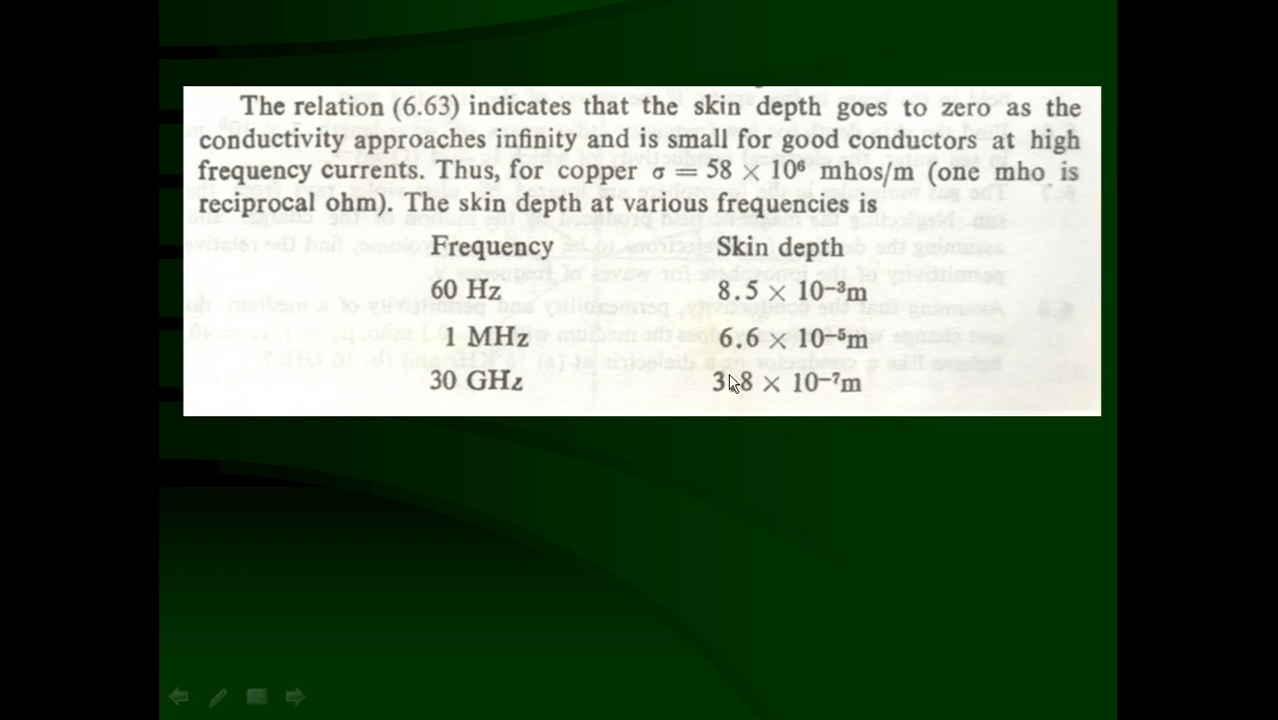 The relation (6.63) indicates that the skin depth goes to zero as the
conductivity approaches infinity and is small for good conductors at high
frequency currents. Thus, for copper σ = 58 × 10⁶ mhos/m (one mho is
reciprocal ohm). The skin depth at various frequencies is
Frequency Skin depth
60 Hz 8.5 × 10⁻³m
1 MHz 6.6 × 10⁻⁵m
30 GHz 3.8 × 10⁻⁷m